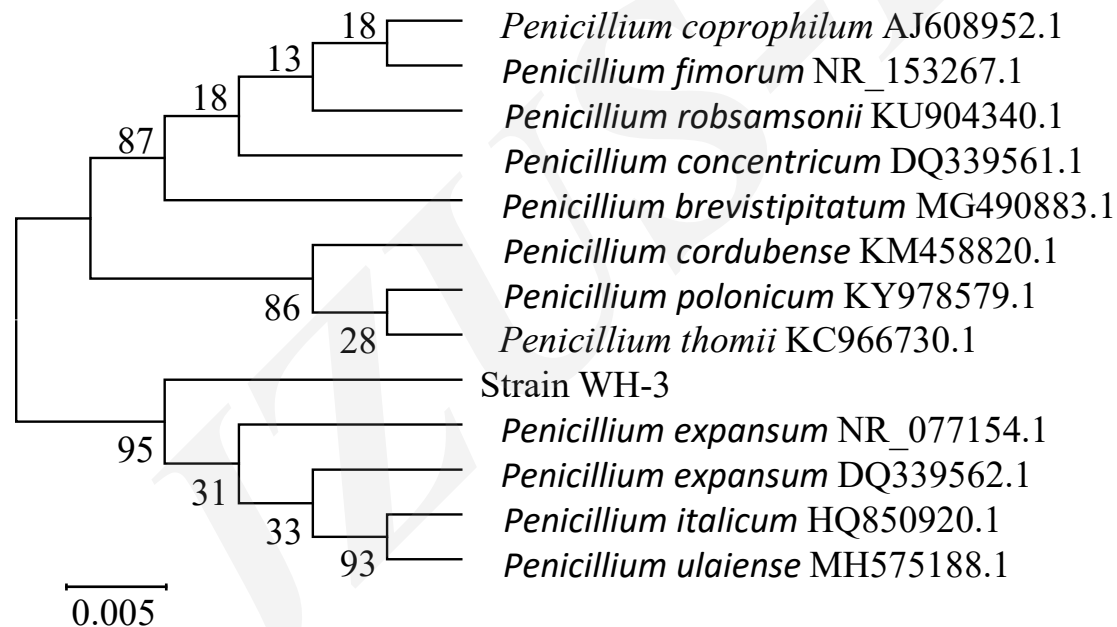 18 Penicillium coprophilum AJ608952.1
13 Penicillium fimorum NR_153267.1
18 Penicillium robsamsonii KU904340.1
87 Penicillium concentricum DQ339561.1
Penicillium brevistipitatum MG490883.1
Penicillium cordubense KM458820.1
86 Penicillium polonicum KY978579.1
28 Penicillium thomii KC966730.1
Strain WH-3
95 Penicillium expansum NR_077154.1
31 Penicillium expansum DQ339562.1
33 Penicillium italicum HQ850920.1
93 Penicillium ulaiense MH575188.1
0.005